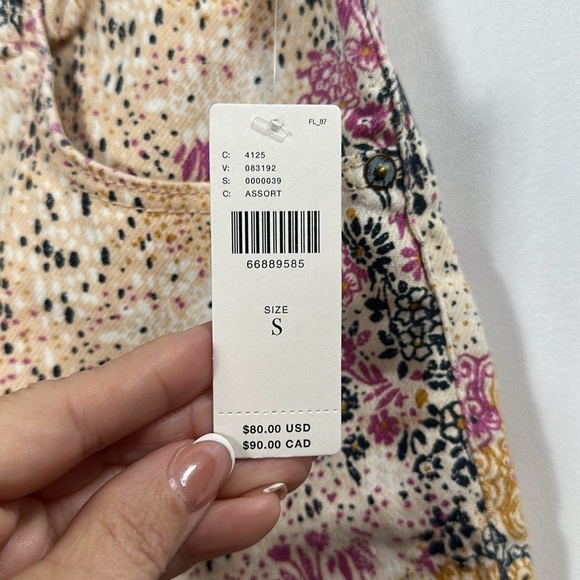 FL_87
C: 4125
V: 083192
S: 0000039
C: ASSORT
66889585
SIZE
S
$80.00 USD
$90.00 CAD